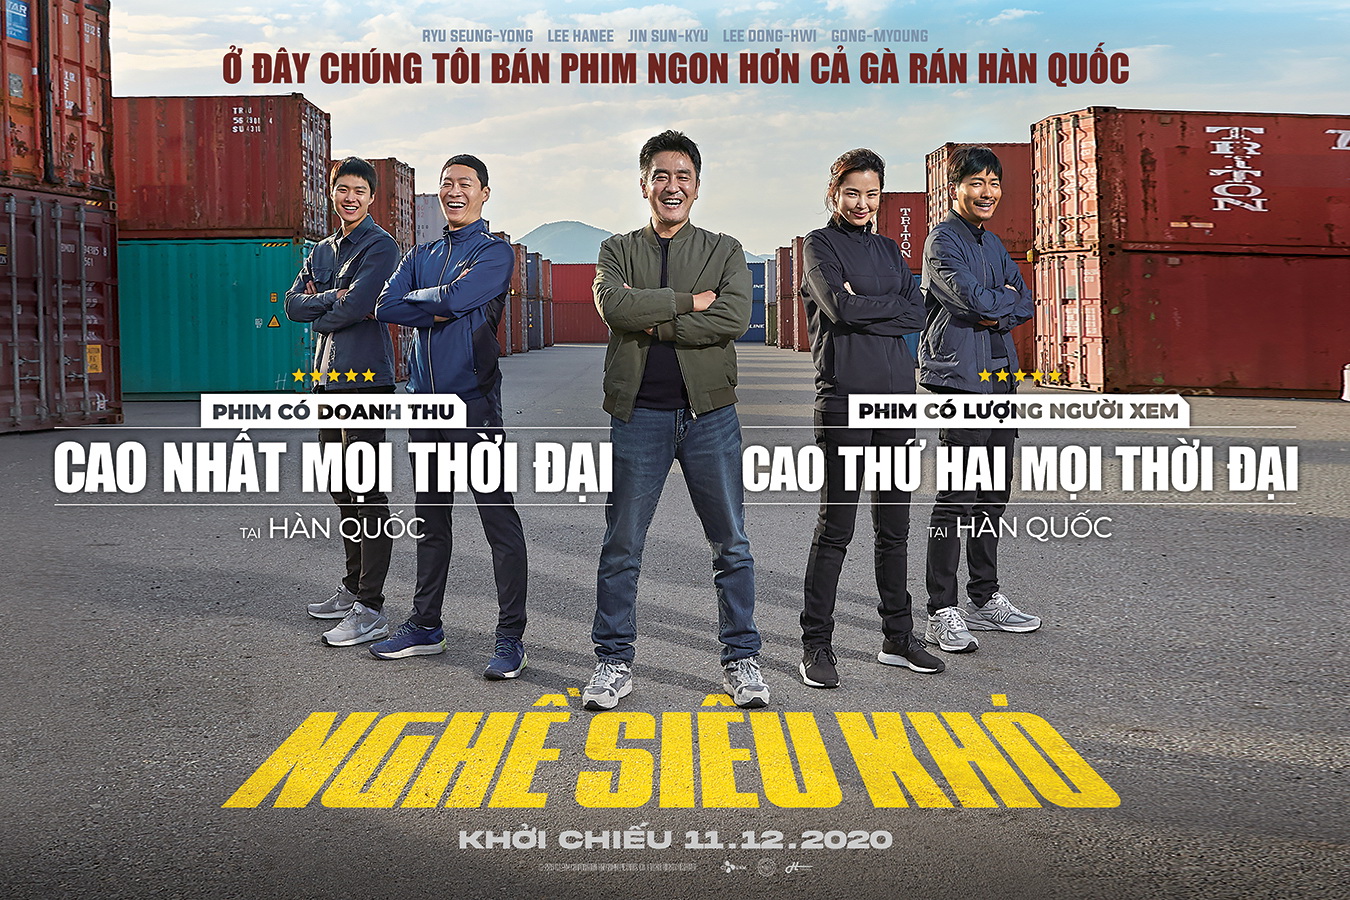 RYU SEUNG-YONG LEE HANEE JIN SUN-KYU LEE DONG-HWI GONG-MYOUNG
Ở ĐÂY CHÚNG TÔI BÁN PHIM NGON HƠN CẢ GÀ RÁN HÀN QUỐC
TRITON
TRITON
PHIM CÓ DOANH THU
CAO NHẤT MỌI THỜI ĐẠI
TẠI HÀN QUỐC
PHIM CÓ LƯỢNG NGƯỜI XEM
CAO THỨ HAI MỌI THỜI ĐẠI
TẠI HÀN QUỐC
NGHỀ SIÊU KHÓ
KHỞI CHIẾU 11.12.2020